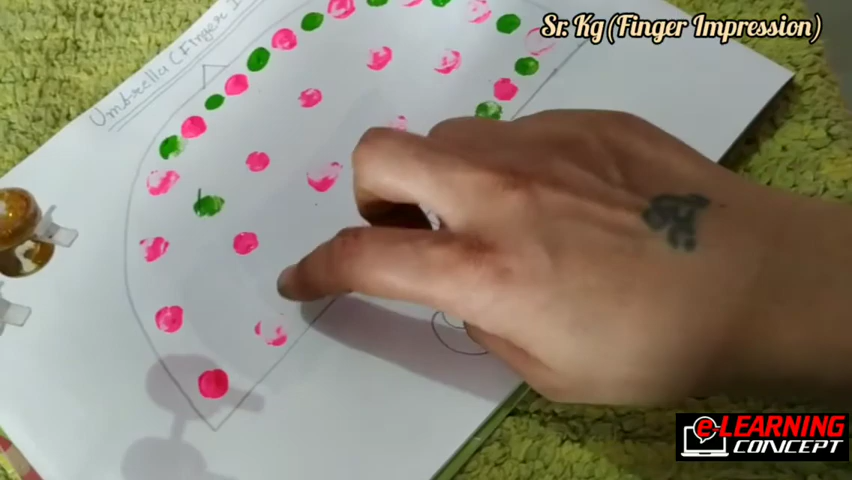 Sr. Kg(Finger Impression)
Umbrella (Finger I
ॐ
e-LEARNING
CONCEPT